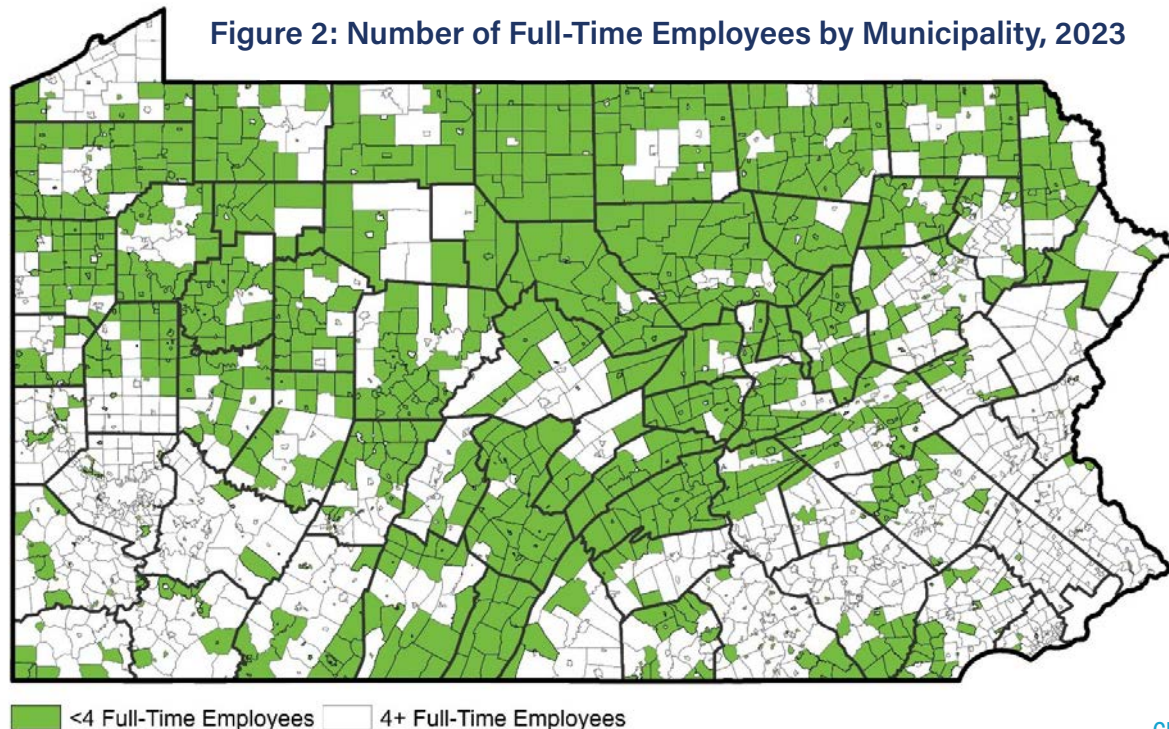 Figure 2: Number of Full-Time Employees by Municipality, 2023
<4 Full-Time Employees 4+ Full-Time Employees